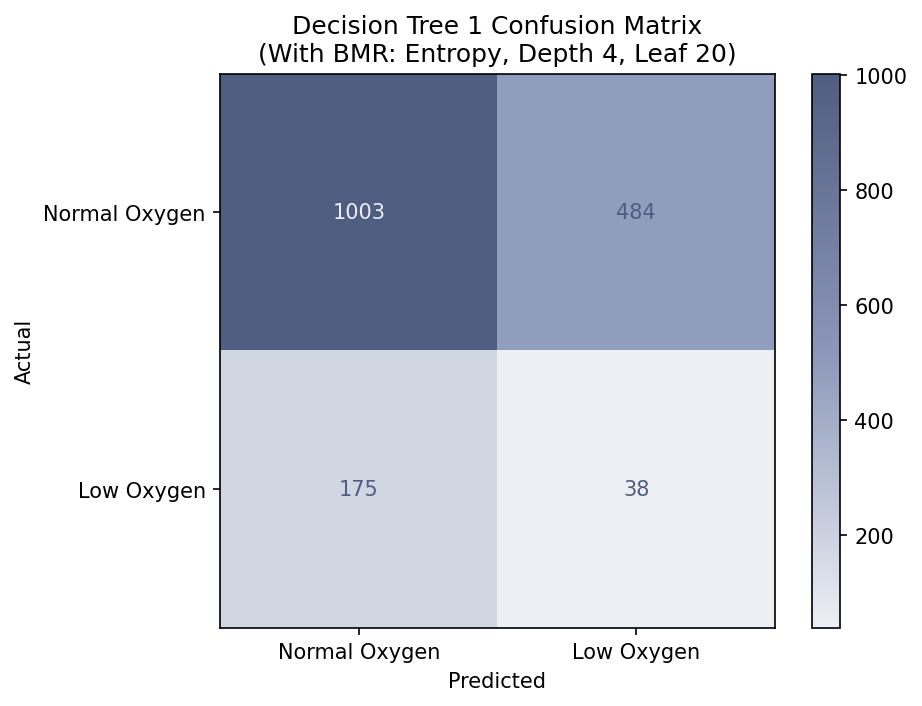 Decision Tree 1 Confusion Matrix
(With BMR: Entropy, Depth 4, Leaf 20)
Actual
Normal Oxygen
1003
484
Low Oxygen
175
38
Normal Oxygen
Low Oxygen
Predicted
1000
800
600
400
200